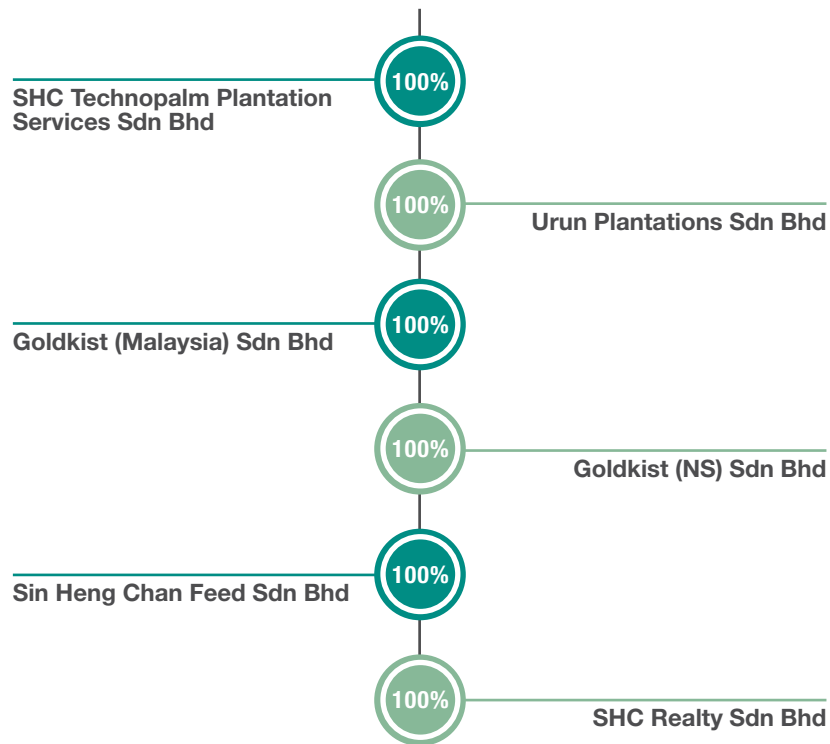 100%
SHC Technopalm Plantation
Services Sdn Bhd
100%
Urun Plantations Sdn Bhd
100%
Goldkist (Malaysia) Sdn Bhd
100%
Goldkist (NS) Sdn Bhd
100%
Sin Heng Chan Feed Sdn Bhd
100%
SHC Realty Sdn Bhd